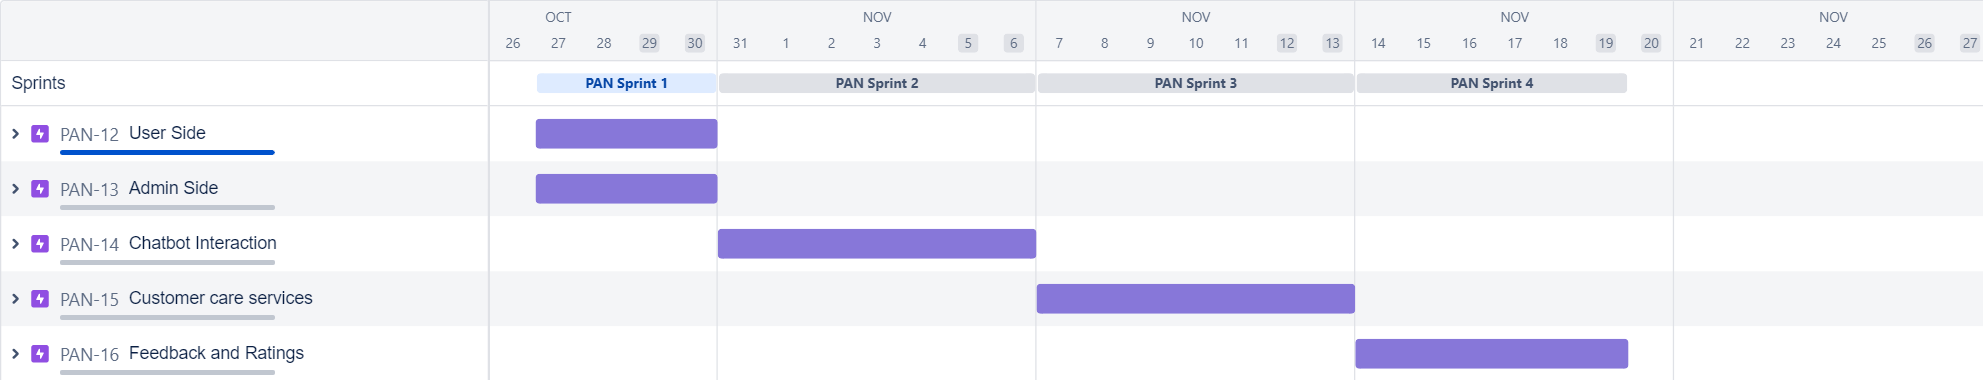 OCT NOV NOV NOV NOV
26 27 28 29 30 31 1 2 3 4 5 6 7 8 9 10 11 12 13 14 15 16 17 18 19 20 21 22 23 24 25 26 27
Sprints PAN Sprint 1 PAN Sprint 2 PAN Sprint 3 PAN Sprint 4
PAN-12 User Side
PAN-13 Admin Side
PAN-14 Chatbot Interaction
PAN-15 Customer care services
PAN-16 Feedback and Ratings